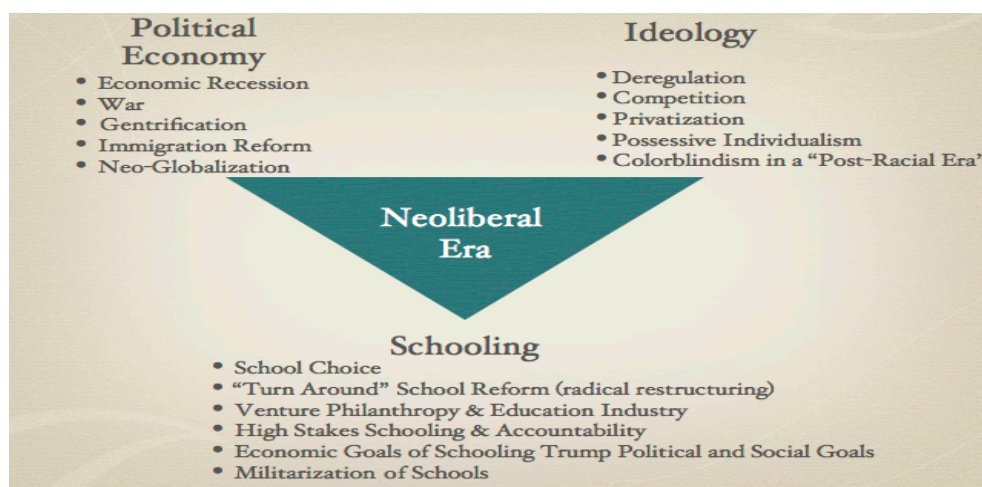 Political
Economy
• Economic Recession
• War
• Gentrification
• Immigration Reform
• Neo-Globalization
Ideology
• Deregulation
• Competition
• Privatization
• Possessive Individualism
• Colorblindism in a “Post-Racial Era”
Neoliberal
Era
Schooling
• School Choice
• “Turn Around” School Reform (radical restructuring)
• Venture Philanthropy & Education Industry
• High Stakes Schooling & Accountability
• Economic Goals of Schooling Trump Political and Social Goals
• Militarization of Schools